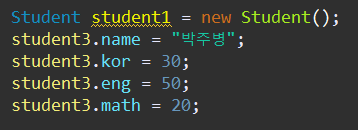 Student student1 = new Student();
student3.name = "박주병";
student3.kor = 30;
student3.eng = 50;
student3.math = 20;